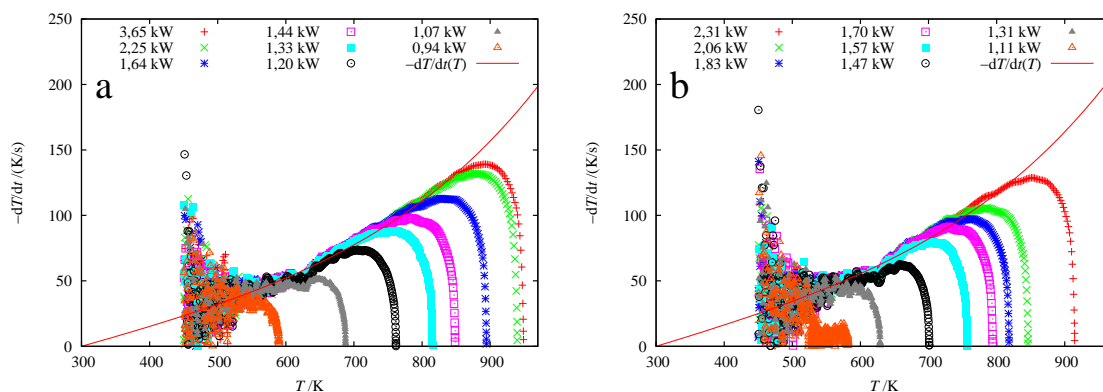 −dT/dt /(K/s)
250
200
150
100
50
0
a
3,65 kW
2,25 kW
1,64 kW
1,44 kW
1,33 kW
1,20 kW
1,07 kW
0,94 kW
−dT/dt(T)
300 400 500 600 700 800 900
T /K
−dT/dt /(K/s)
250
200
150
100
50
0
b
2,31 kW
2,06 kW
1,83 kW
1,70 kW
1,57 kW
1,47 kW
1,31 kW
1,11 kW
−dT/dt(T)
300 400 500 600 700 800 900
T /K